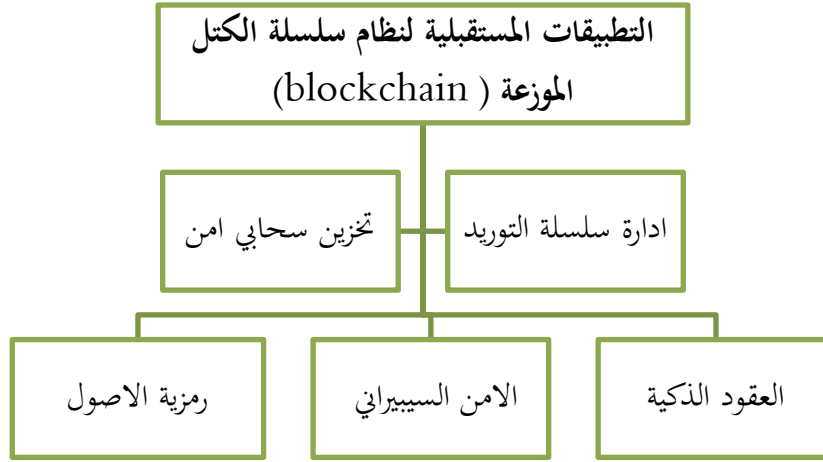 التطبيقات المستقبلية لنظام سلسلة الكتل
الموزعة ( blockchain)
ادارة سلسلة التوريد
تخزين سحابي امن
العقود الذكية
الامن السيبيراني
رمزية الاصول